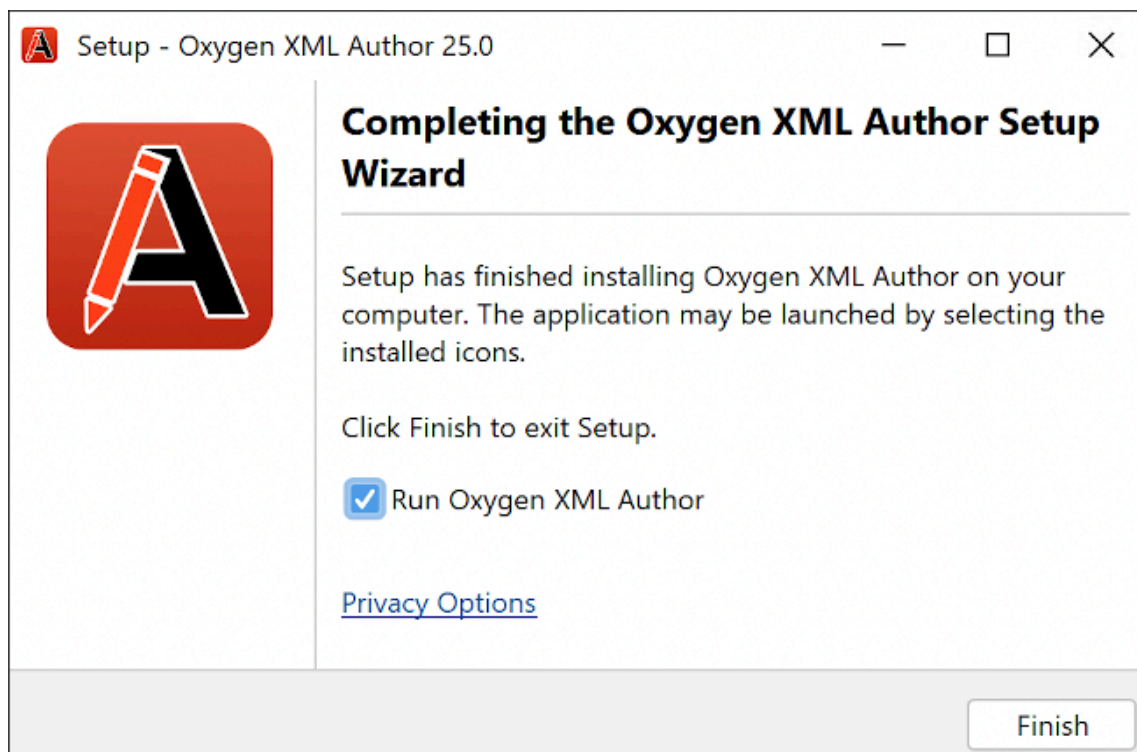 Setup - Oxygen XML Author 25.0
Completing the Oxygen XML Author Setup
Wizard
Setup has finished installing Oxygen XML Author on your
computer. The application may be launched by selecting the
installed icons.
Click Finish to exit Setup.
Run Oxygen XML Author
Privacy Options
Finish